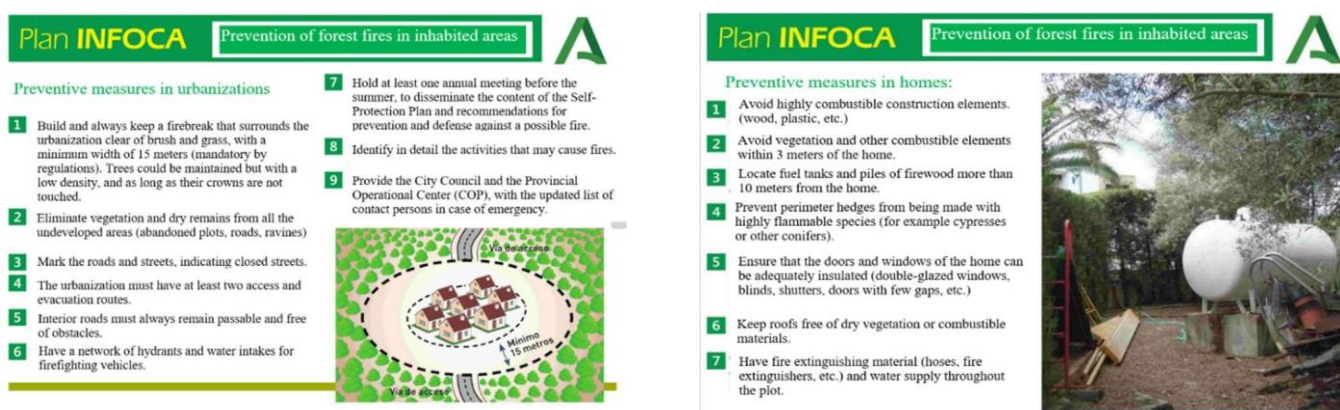 Plan INFOCA
Prevention of forest fires in inhabited areas
Preventive measures in urbanizations
1 Build and always keep a firebreak that surrounds the
urbanization clear of brush and grass, with a
minimum width of 15 meters (mandatory by
regulations). Trees could be maintained but with a
low density, and as long as their crowns are not
touched.
2 Eliminate vegetation and dry remains from all the
undeveloped areas (abandoned plots, roads, ravines)
3 Mark the roads and streets, indicating closed streets.
4 The urbanization must have at least two access and
evacuation routes.
5 Interior roads must always remain passable and free
of obstacles.
6 Have a network of hydrants and water intakes for
firefighting vehicles.
7 Hold at least one annual meeting before the
summer, to disseminate the content of the Self-
Protection Plan and recommendations for
prevention and defense against a possible fire.
8 Identify in detail the activities that may cause fires.
9 Provide the City Council and the Provincial
Operational Center (COP), with the updated list of
contact persons in case of emergency.
Vía de acceso
Mínimo
15 metros
Vía de acceso
Plan INFOCA
Prevention of forest fires in inhabited areas
Preventive measures in homes:
1 Avoid highly combustible construction elements.
(wood, plastic, etc.)
2 Avoid vegetation and other combustible elements
within 3 meters of the home.
3 Locate fuel tanks and piles of firewood more than
10 meters from the home.
4 Prevent perimeter hedges from being made with
highly flammable species (for example cypresses
or other conifers).
5 Ensure that the doors and windows of the home can
be adequately insulated (double-glazed windows,
blinds, shutters, doors with few gaps, etc.)
6 Keep roofs free of dry vegetation or combustible
materials.
7 Have fire extinguishing material (hoses, fire
extinguishers, etc.) and water supply throughout
the plot.